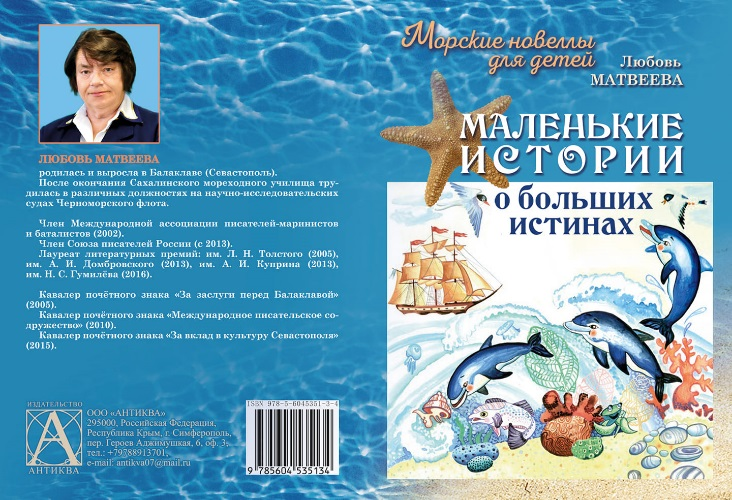 ЛЮБОВЬ МАТВЕЕВА
родилась и выросла в Балаклаве (Севастополь).
После окончания Сахалинского мореходного училища тру-
дилась в различных должностях на научно-исследовательских
судах Черноморского флота.
Член Международной ассоциации писателей-маринистов
и баталистов (2002).
Член Союза писателей России (с 2013).
Лауреат литературных премий: им. Л. Н. Толстого (2005),
им. А. И. Домбровского (2013), им. А. И. Куприна (2013),
им. Н. С. Гумилёва (2016).
Кавалер почётного знака «За заслуги перед Балаклавой»
(2005).
Кавалер почётного знака «Международное писательское со-
дружество» (2010).
Кавалер почётного знака «За вклад в культуру Севастополя»
(2015).
ИЗДАТЕЛЬСТВО
А
АНТИКВА
ООО «АНТИКВА»
295000, Российская Федерация,
Республика Крым, г. Симферополь,
пер. Героев Аджимушкая, 6, оф. 3,
тел.: +79788913701,
e-mail: antikva07@mail.ru
ISBN 978-5-6045351-3-4
9 785604 535134
Морские новеллы
для детей
Любовь
МАТВЕЕВА
МАЛЕНЬКИЕ
ИСТОРИИ
о больших
истинах